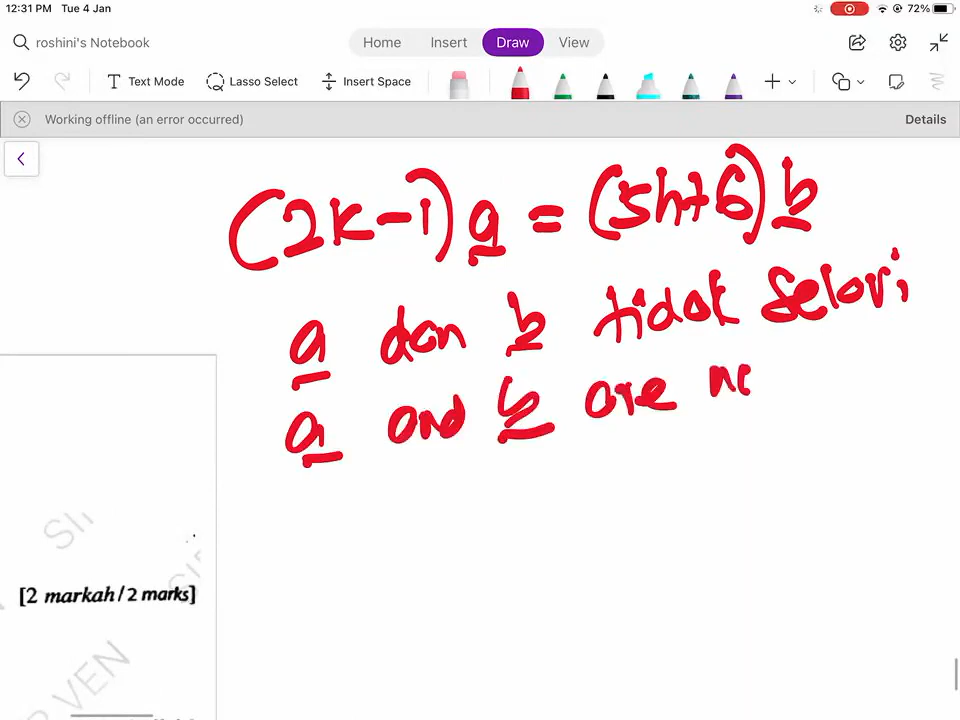 12:31 PM Tue 4 Jan 72%
roshini's Notebook Home Insert Draw View
Text Mode Lasso Select Insert Space
Working offline (an error occurred) Details
(2k-1) a = (5h+6) b
a dan b tidak selari
a and b are no
[2 markah / 2 marks]
VEN